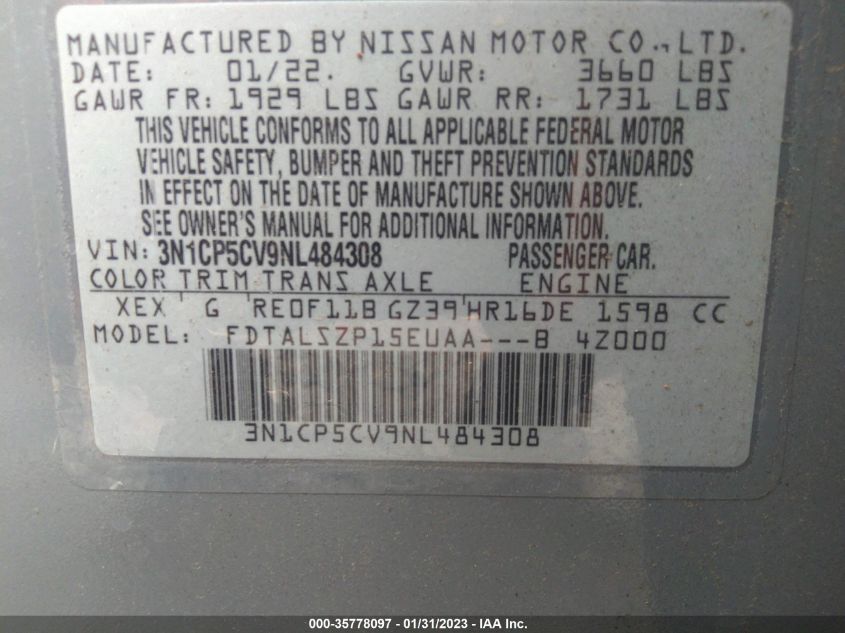 MANUFACTURED BY NISSAN MOTOR CO., LTD.
DATE: 01/22. GVWR: 3660 LBS
GAWR FR: 1929 LBS GAWR RR: 1731 LBS
THIS VEHICLE CONFORMS TO ALL APPLICABLE FEDERAL MOTOR
VEHICLE SAFETY, BUMPER AND THEFT PREVENTION STANDARDS
IN EFFECT ON THE DATE OF MANUFACTURE SHOWN ABOVE.
SEE OWNER'S MANUAL FOR ADDITIONAL INFORMATION.
VIN: 3N1CP5CV9NL484308 PASSENGER CAR.
COLOR TRIM TRANS AXLE ENGINE
XEX G RE0F11B GZ39 HR16DE 1598 CC
MODEL: FDTALSZP15EUAA---B 4Z000
3N1CP5CV9NL484308
000-35778097 - 01/31/2023 - IAA Inc.